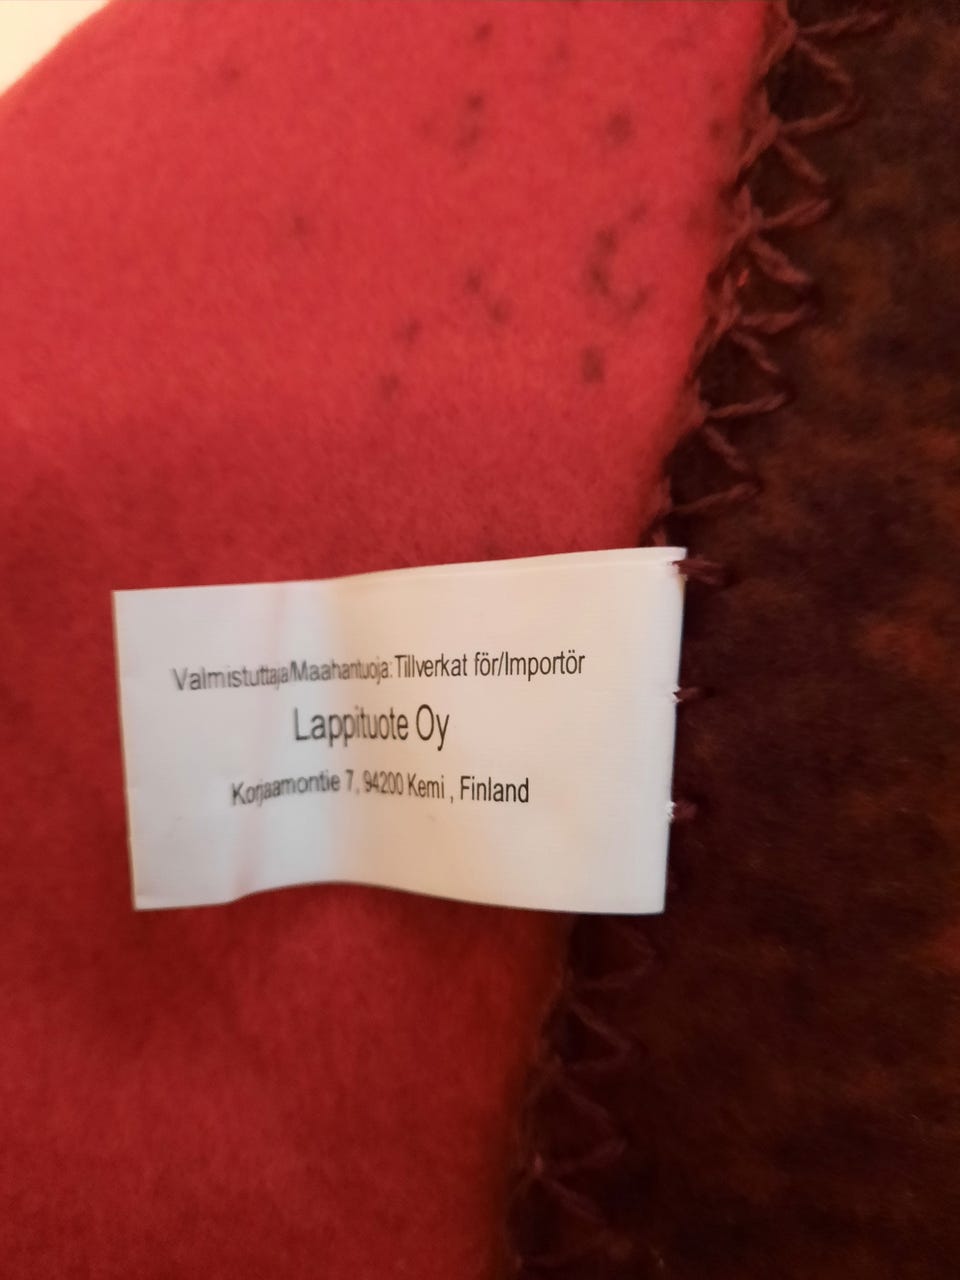 Valmistuttaja/Maahantuoja:Tillverkat för/Importör
Lappituote Oy
Korjaamontie 7, 94200 Kemi , Finland